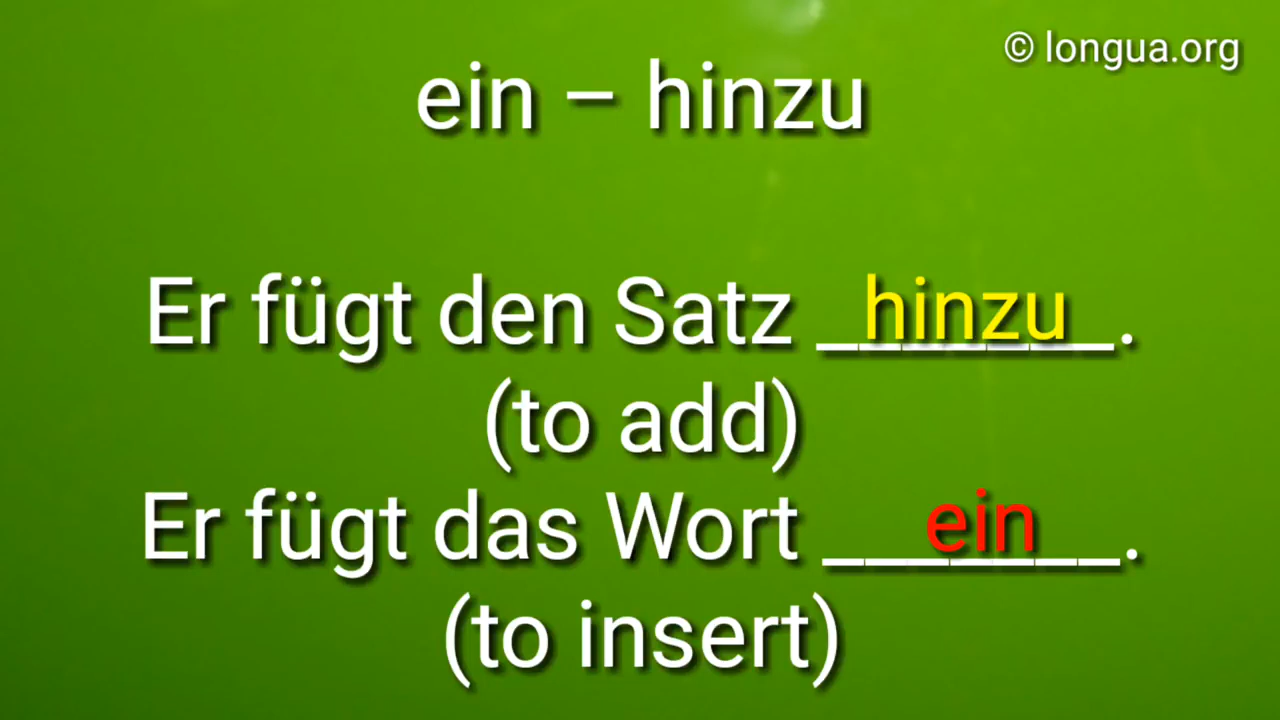 © longua.org
ein – hinzu
Er fügt den Satz hinzu.
(to add)
Er fügt das Wort ein.
(to insert)